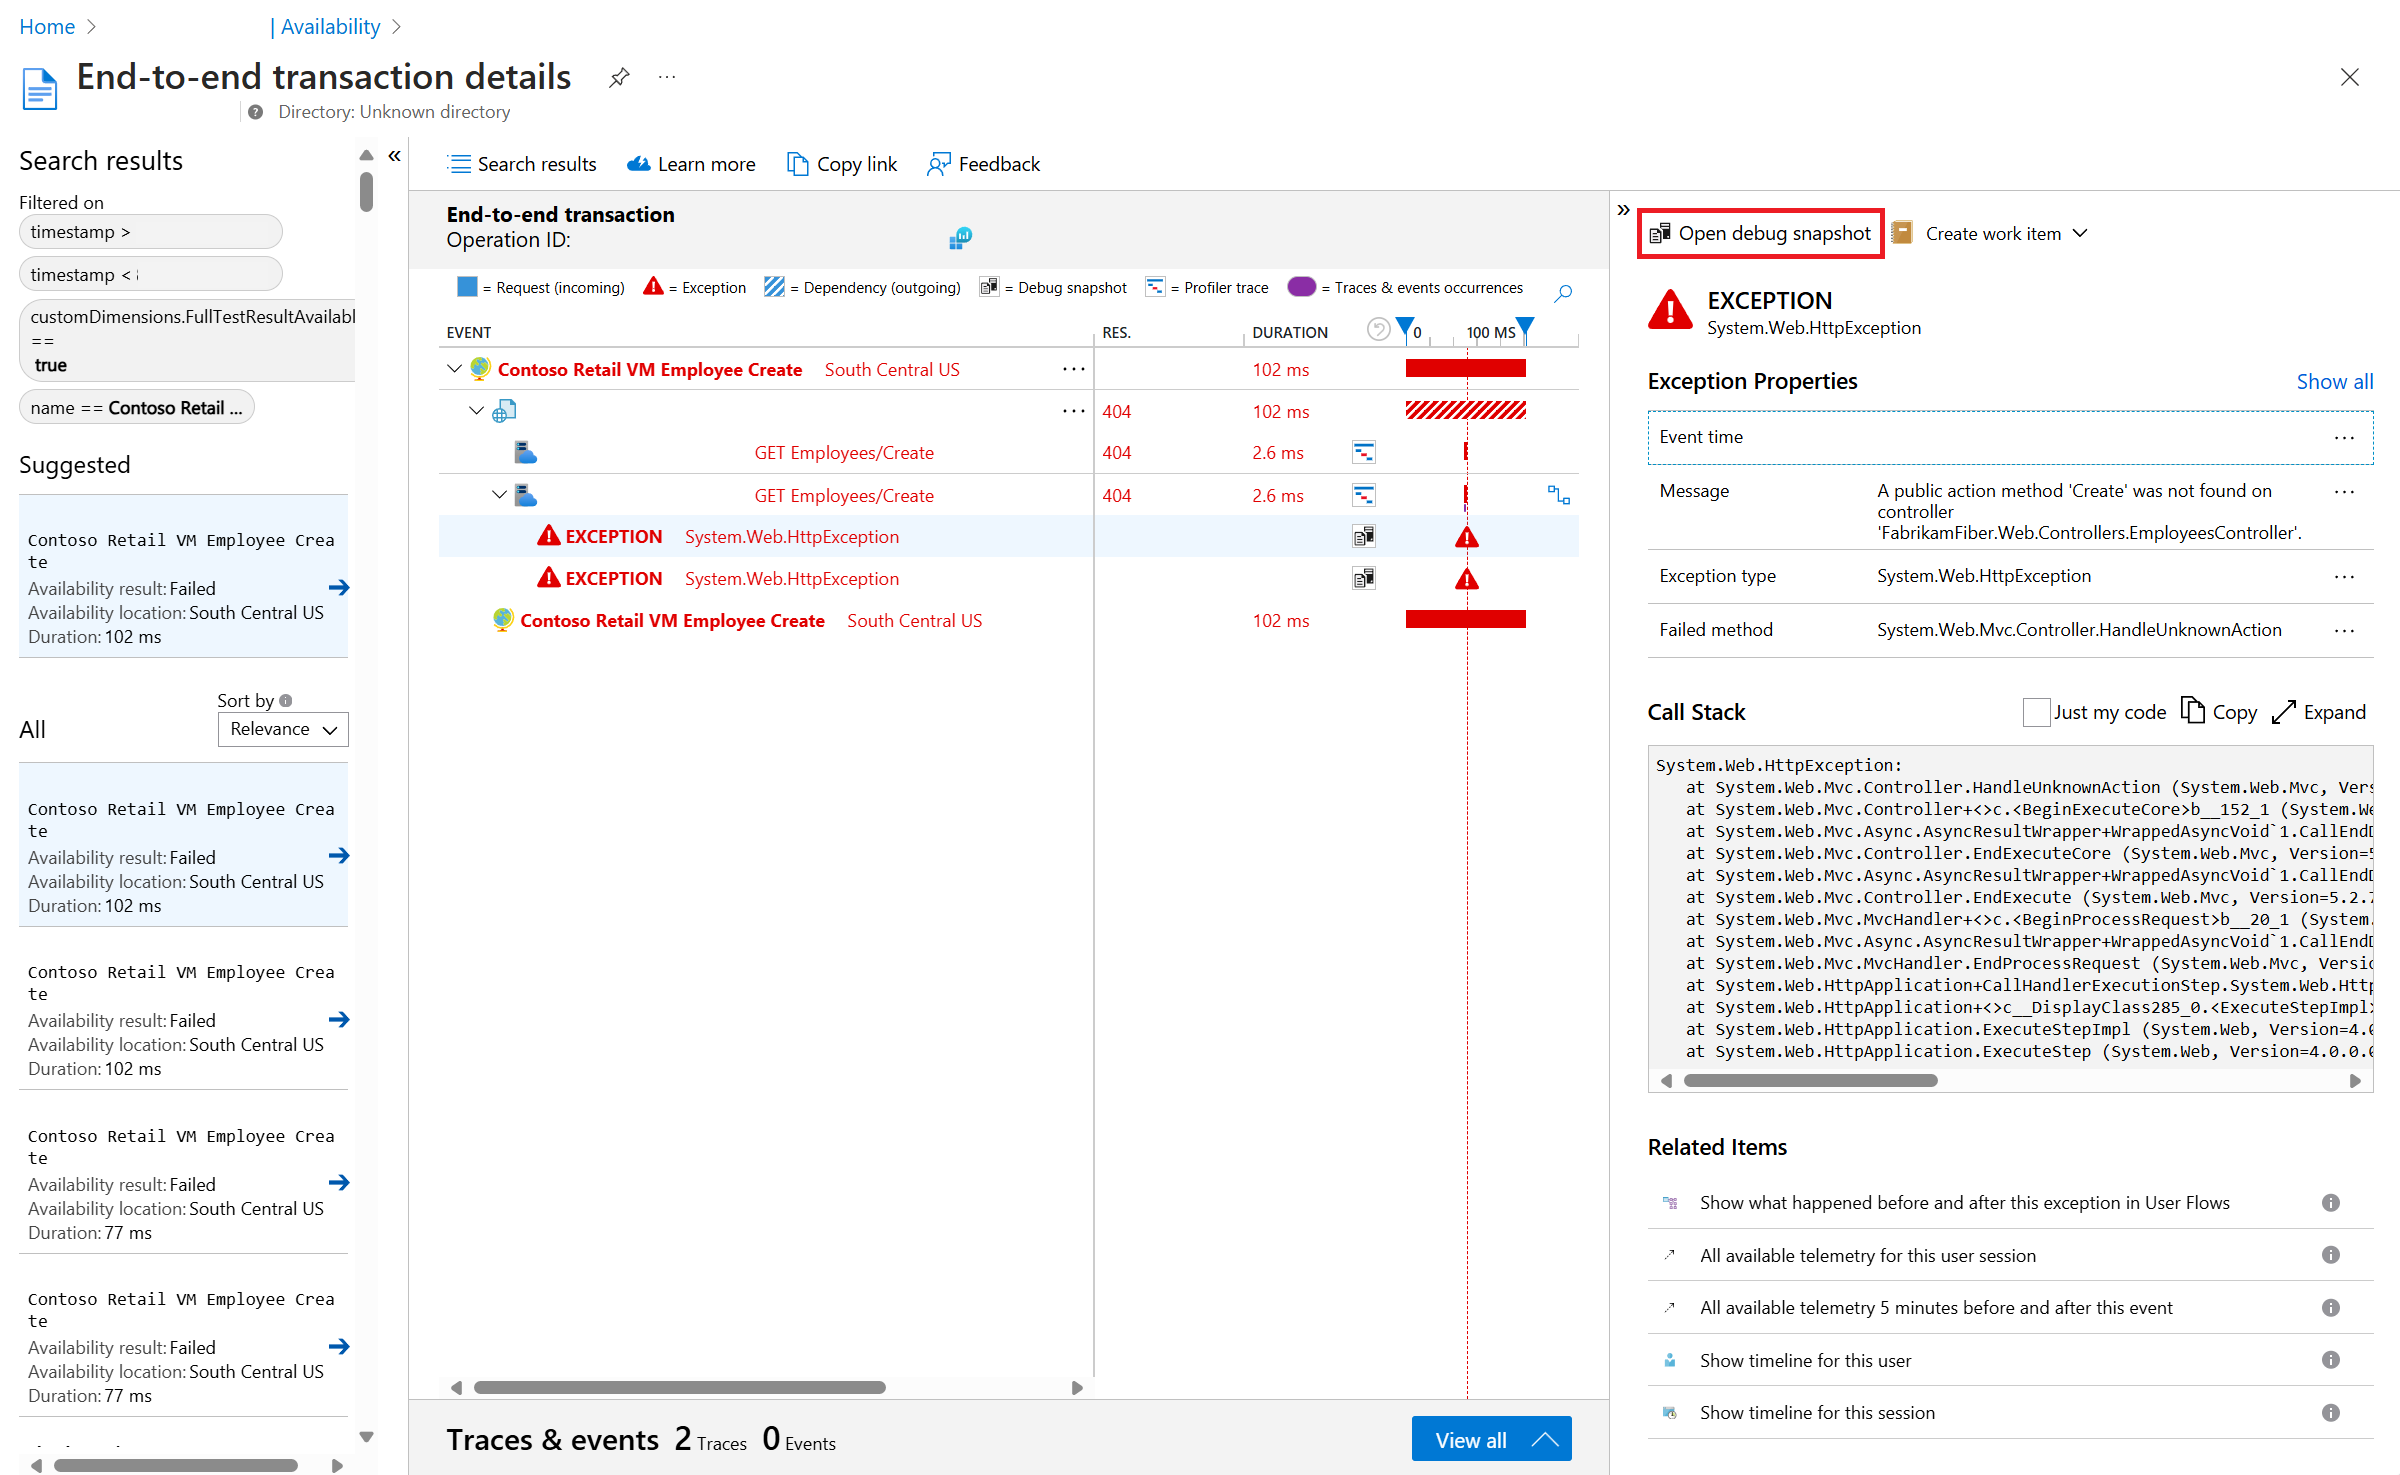 Home
| Availability
End-to-end transaction details
Directory: Unknown directory
Search results
Filtered on
timestamp >
timestamp <
customDimensions.FullTestResultAvailabl
==
true
name == Contoso Retail ...
Suggested
Contoso Retail VM Employee Crea
te
Availability result: Failed
Availability location: South Central US
Duration: 102 ms
Sort by
All
Relevance
Contoso Retail VM Employee Crea
te
Availability result: Failed
Availability location: South Central US
Duration: 102 ms
Contoso Retail VM Employee Crea
te
Availability result: Failed
Availability location: South Central US
Duration: 102 ms
Contoso Retail VM Employee Crea
te
Availability result: Failed
Availability location: South Central US
Duration: 77 ms
Contoso Retail VM Employee Crea
te
Availability result: Failed
Availability location: South Central US
Duration: 77 ms
Search results Learn more Copy link Feedback
End-to-end transaction
Operation ID:
= Request (incoming) = Exception = Dependency (outgoing) = Debug snapshot = Profiler trace = Traces & events occurrences
EVENT RES. DURATION 0 100 MS
Contoso Retail VM Employee Create South Central US ... 102 ms
... 404 102 ms
GET Employees/Create 404 2.6 ms
GET Employees/Create 404 2.6 ms
EXCEPTION System.Web.HttpException
EXCEPTION System.Web.HttpException
Contoso Retail VM Employee Create South Central US 102 ms
Traces & events 2 Traces 0 Events
View all
Open debug snapshot Create work item
EXCEPTION
System.Web.HttpException
Exception Properties Show all
Event time ...
Message A public action method 'Create' was not found on ...
controller
'FabrikamFiber.Web.Controllers.EmployeesController'.
Exception type System.Web.HttpException ...
Failed method System.Web.Mvc.Controller.HandleUnknownAction ...
Call Stack Just my code Copy Expand
System.Web.HttpException:
at System.Web.Mvc.Controller.HandleUnknownAction (System.Web.Mvc, Vers
at System.Web.Mvc.Controller+<>c.<BeginExecuteCore>b__152_1 (System.We
at System.Web.Mvc.Async.AsyncResultWrapper+WrappedAsyncVoid`1.CallEndD
at System.Web.Mvc.Controller.EndExecuteCore (System.Web.Mvc, Version=5
at System.Web.Mvc.Async.AsyncResultWrapper+WrappedAsyncVoid`1.CallEndD
at System.Web.Mvc.Controller.EndExecute (System.Web.Mvc, Version=5.2.7
at System.Web.Mvc.MvcHandler+<>c.<BeginProcessRequest>b__20_1 (System.
at System.Web.Mvc.Async.AsyncResultWrapper+WrappedAsyncVoid`1.CallEndD
at System.Web.Mvc.MvcHandler.EndProcessRequest (System.Web.Mvc, Versio
at System.Web.HttpApplication+CallHandlerExecutionStep.System.Web.Http
at System.Web.HttpApplication+<>c__DisplayClass285_0.<ExecuteStepImpl>
at System.Web.HttpApplication.ExecuteStepImpl (System.Web, Version=4.0
at System.Web.HttpApplication.ExecuteStep (System.Web, Version=4.0.0.0
Related Items
Show what happened before and after this exception in User Flows
All available telemetry for this user session
All available telemetry 5 minutes before and after this event
Show timeline for this user
Show timeline for this session